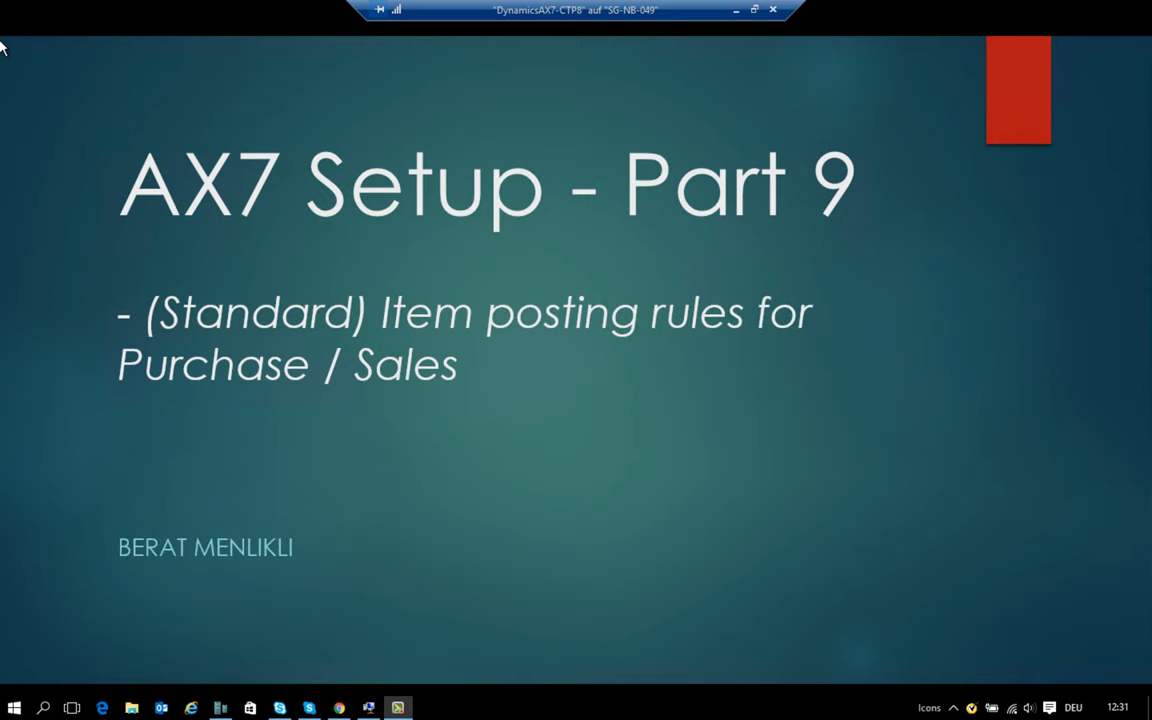 "DynamicsAX7-CTP8" auf "SG-NB-049"
AX7 Setup - Part 9
- (Standard) Item posting rules for
Purchase / Sales
BERAT MENLIKLI
Icons DEU 12:31